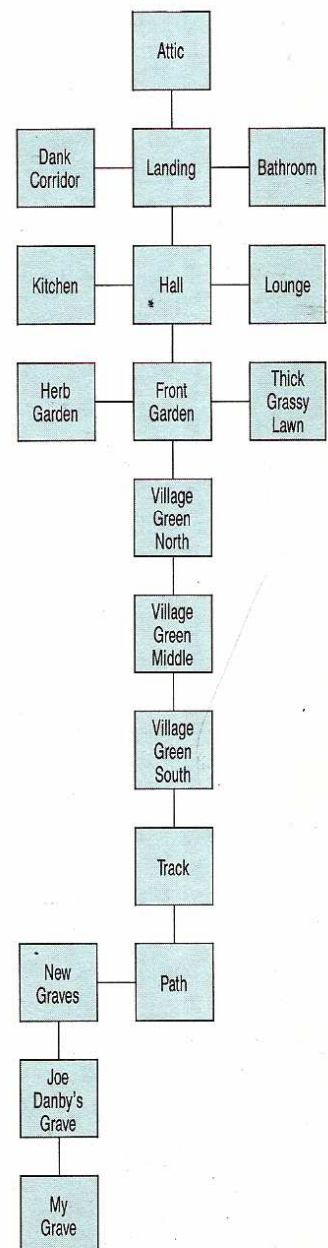 Attic
Dank
Corridor
Landing
Bathroom
Kitchen
Hall
Lounge
Herb
Garden
Front
Garden
Thick
Grassy
Lawn
Village
Green
North
Village
Green
Middle
Village
Green
South
Track
New
Graves
Path
Joe
Danby's
Grave
My
Grave